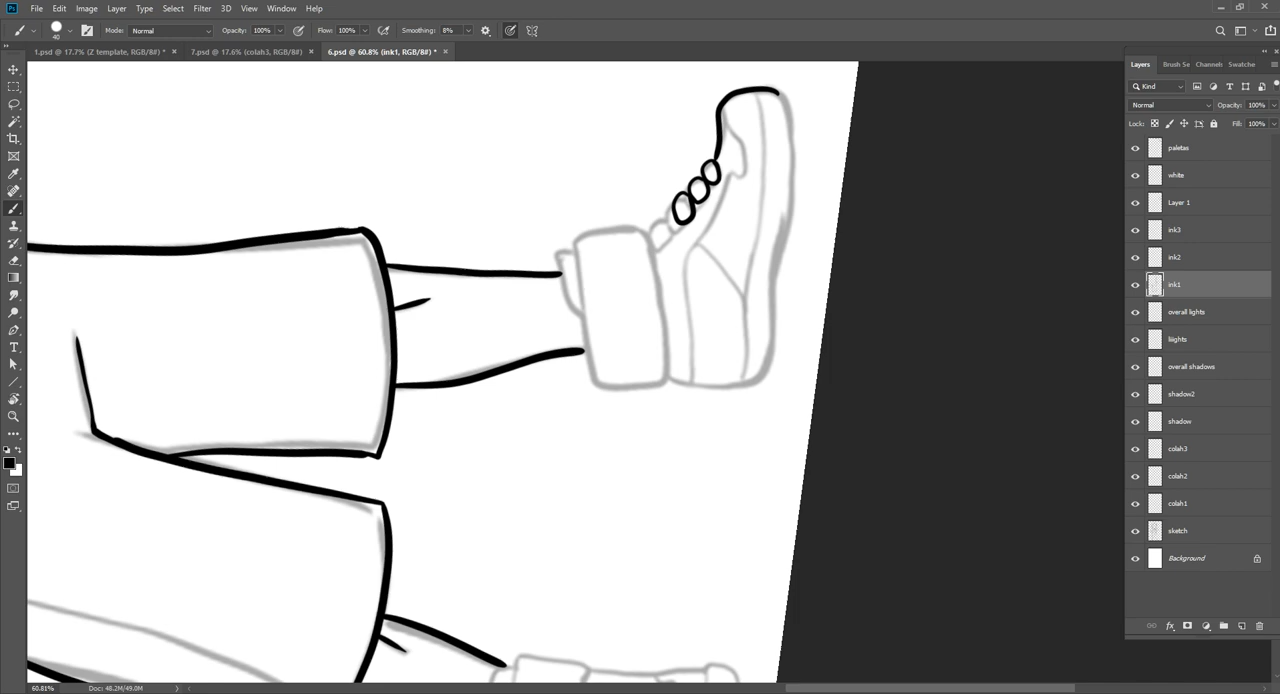 Ps File Edit Image Layer Type Select Filter 3D View Window Help
40 Mode: Normal Opacity: 100% Flow: 100% Smoothing: 8%
1.psd @ 17.7% (Z template, RGB/8#) * × 7.psd @ 17.6% (colah3, RGB/8#) × 6.psd @ 60.8% (ink1, RGB/8#) * ×
Layers Brush Se Channels Swatche
Kind
Normal Opacity: 100%
Lock: Fill: 100%
paletas
white
Layer 1
ink3
ink2
ink1
overall lights
overall shadows
shadow2
shadow
colah3
colah2
colah1
sketch
Background
60.81% Doc: 48.2M/49.0M